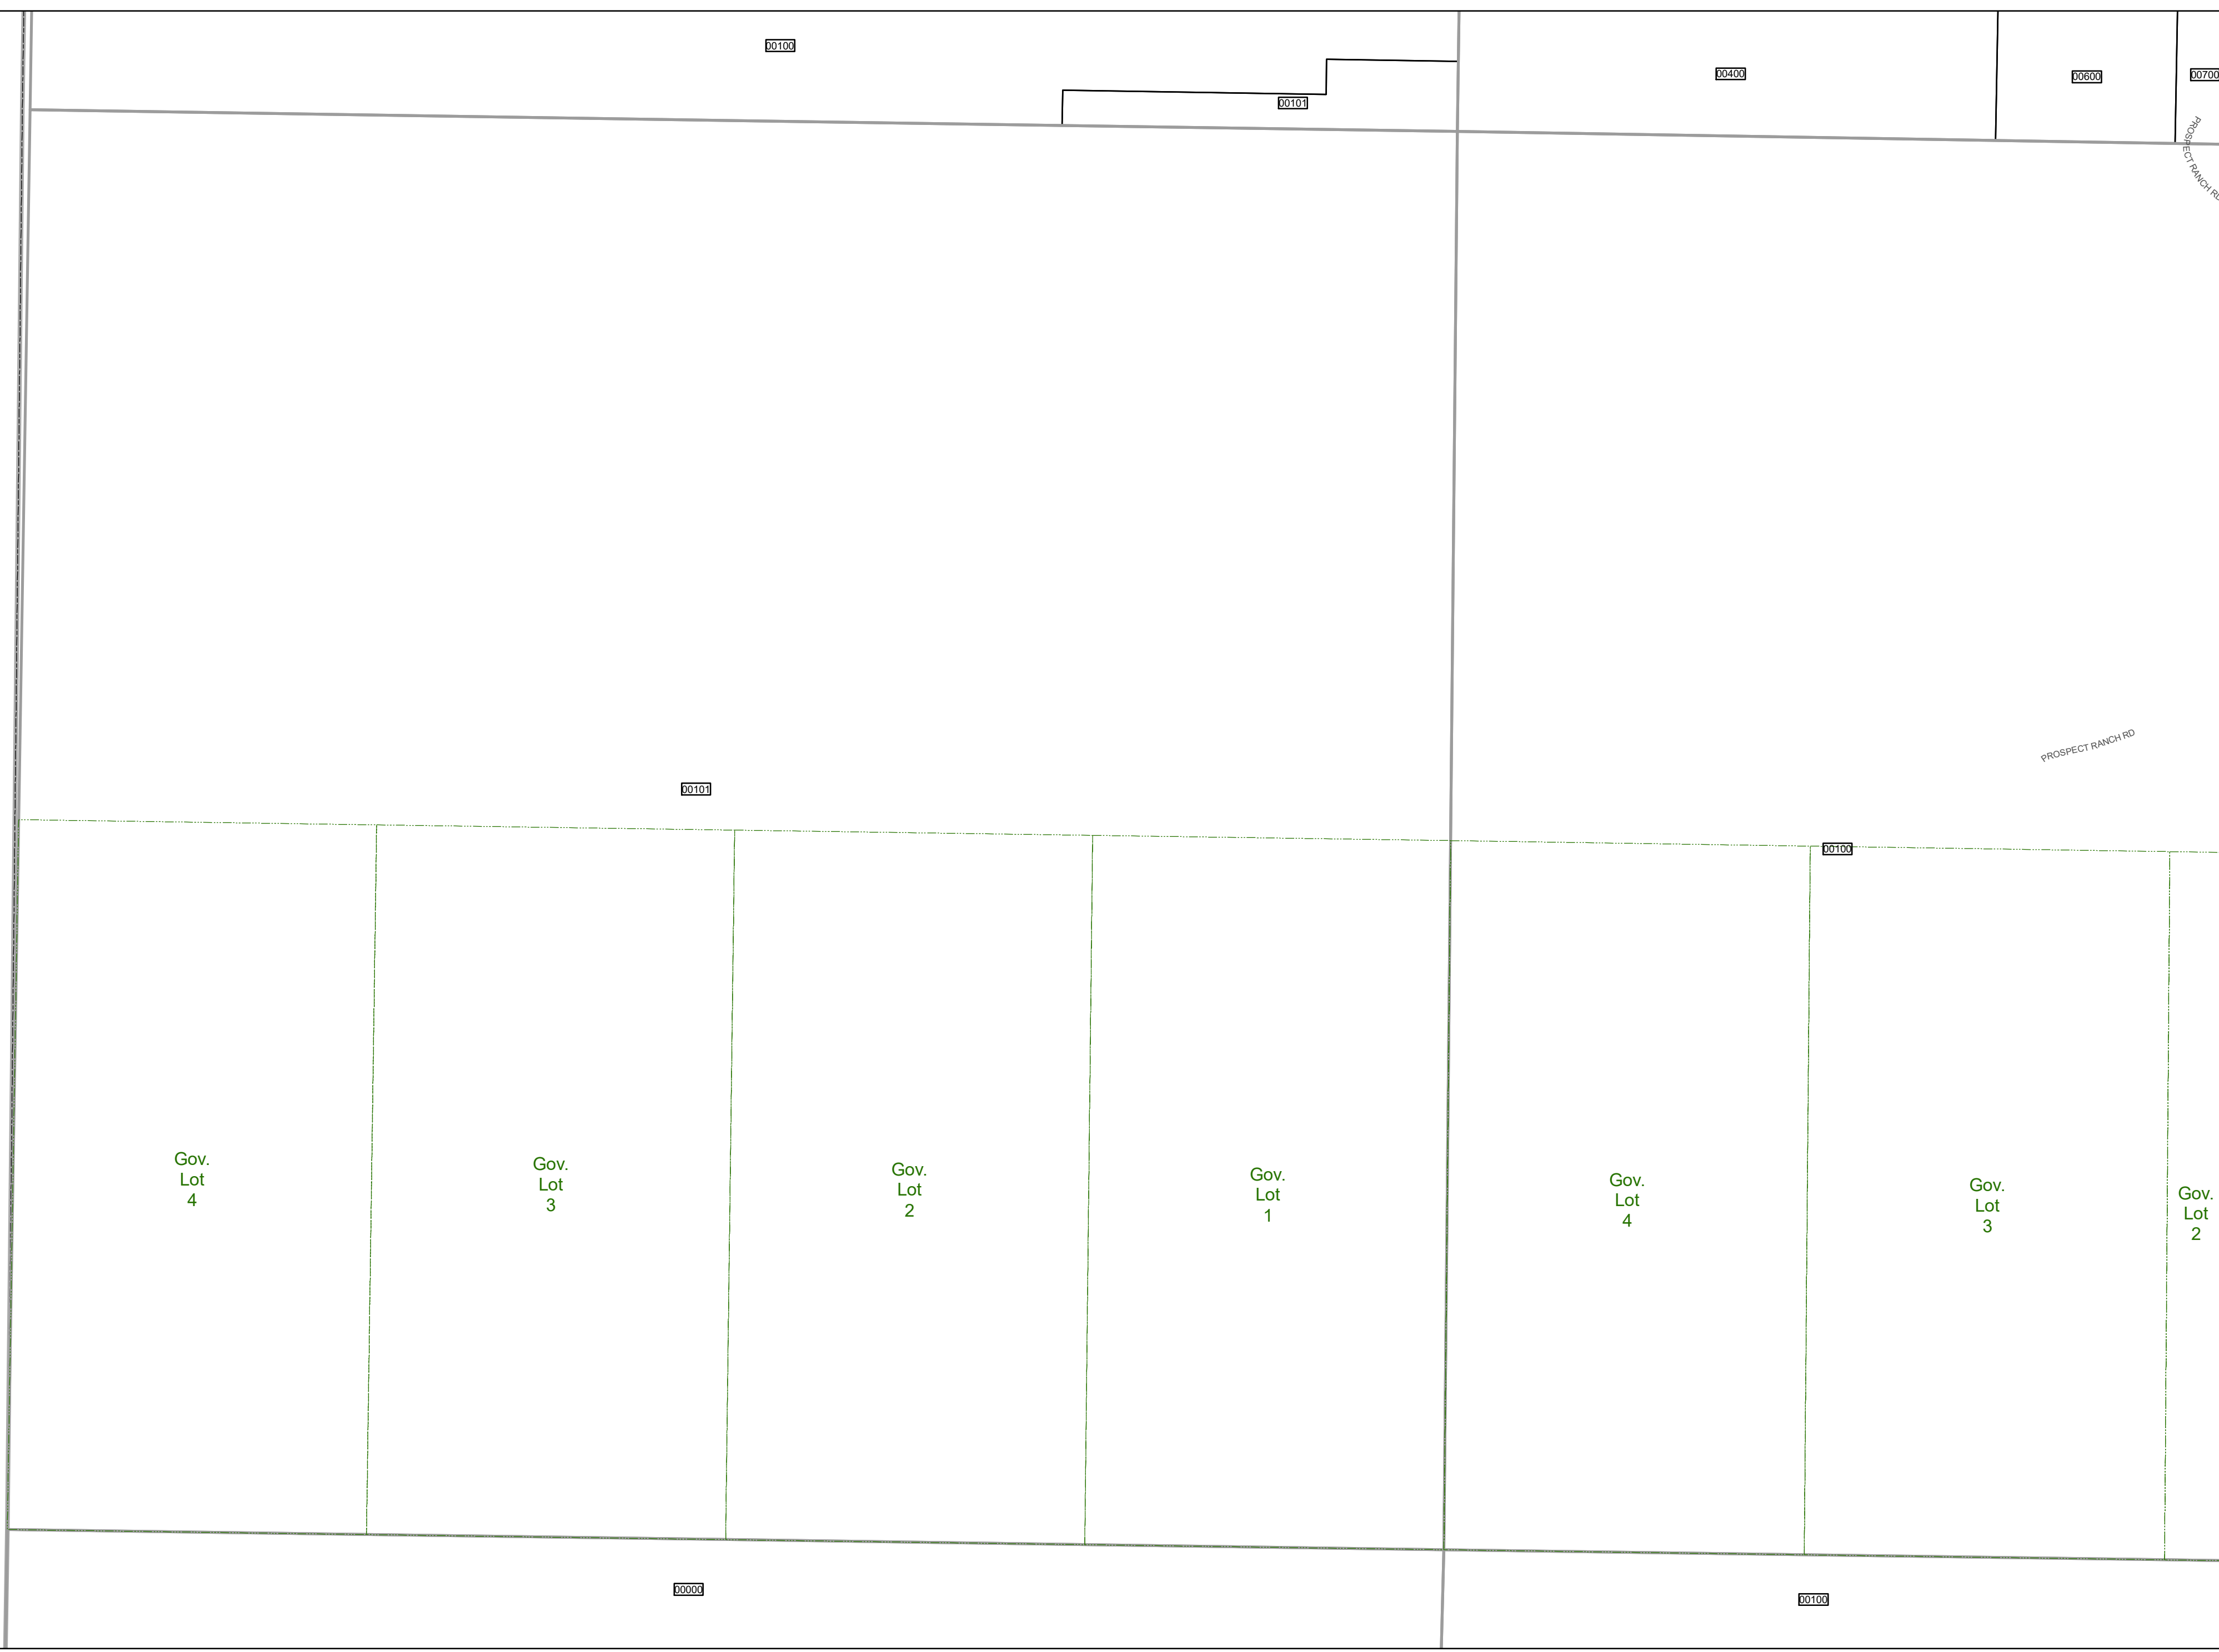 00100
00101
00400
00600
00700
PROSPECT RANCH RD
PROSPECT RANCH RD
00101
00100
Gov.
Lot
4
Gov.
Lot
3
Gov.
Lot
2
Gov.
Lot
1
Gov.
Lot
4
Gov.
Lot
3
Gov.
Lot
2
00000
00100